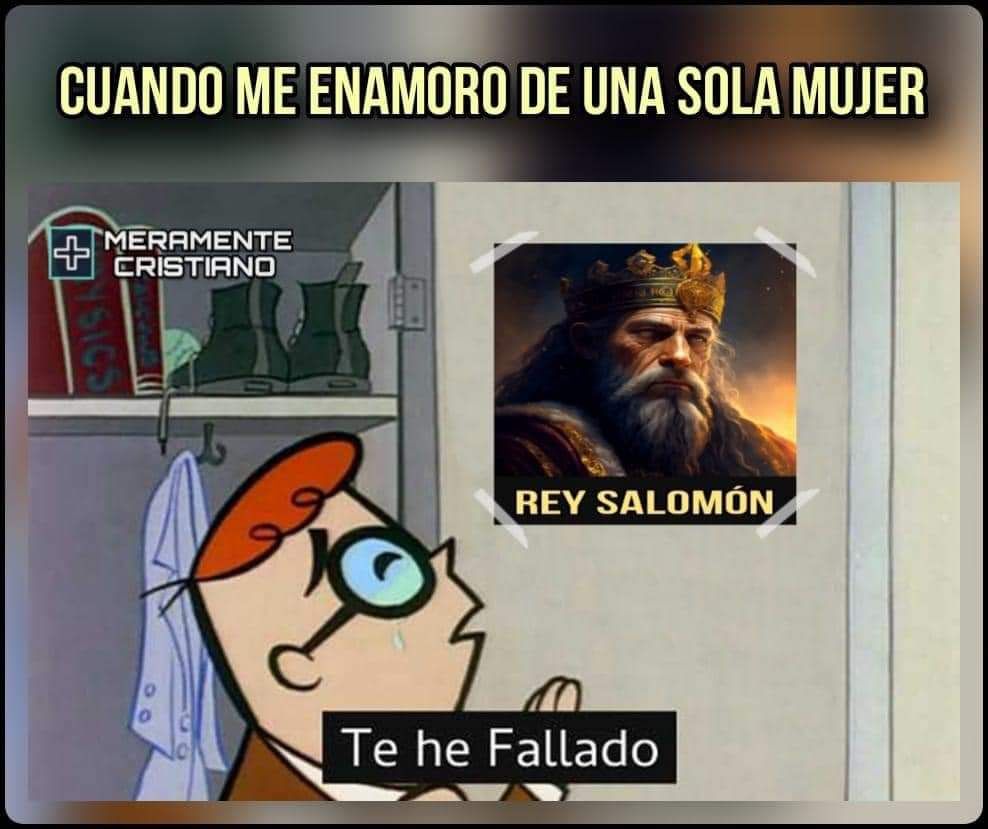 CUANDO ME ENAMORO DE UNA SOLA MUJER
MERAMENTE
CRISTIANO
REY SALOMÓN
Te he Fallado